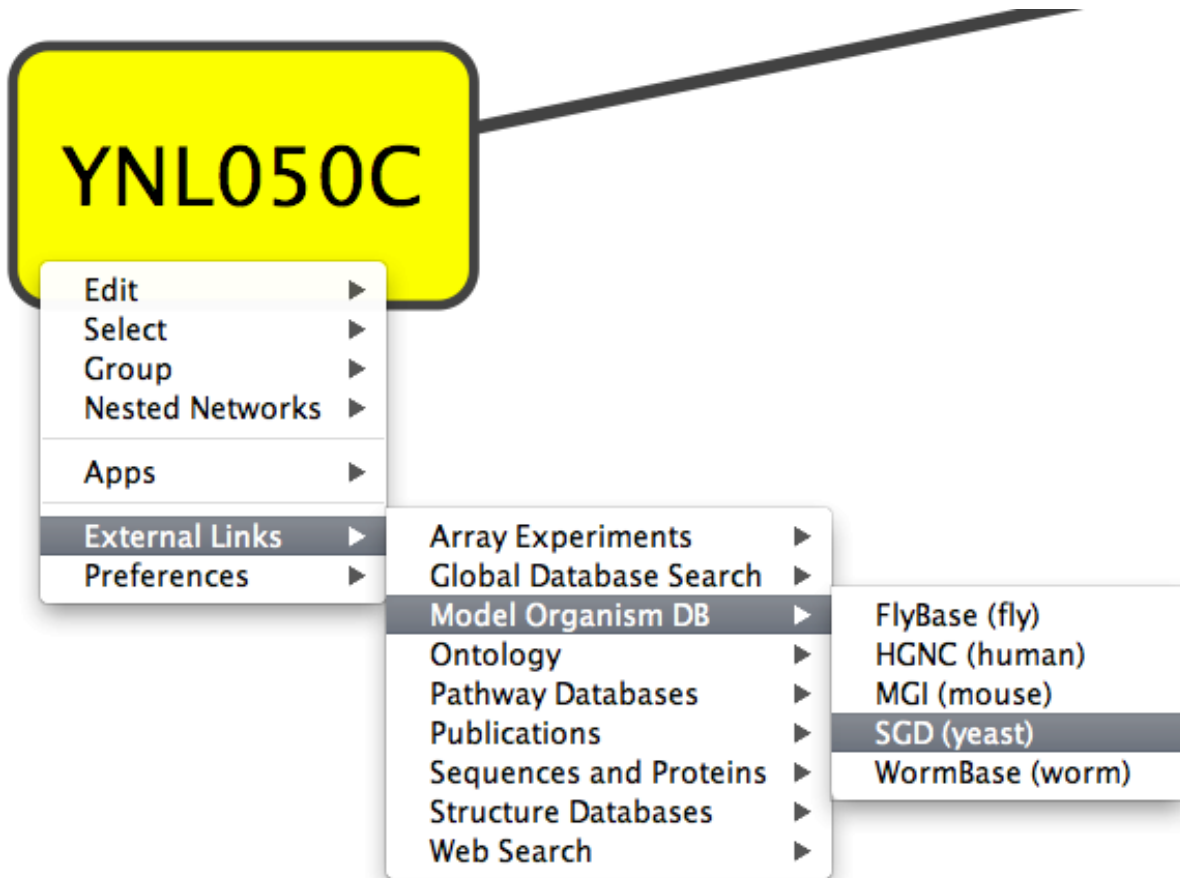 YNL050C
Edit
Select
Group
Nested Networks
Apps
External Links
Preferences
Array Experiments
Global Database Search
Model Organism DB
Ontology
Pathway Databases
Publications
Sequences and Proteins
Structure Databases
Web Search
FlyBase (fly)
HGNC (human)
MGI (mouse)
SGD (yeast)
WormBase (worm)